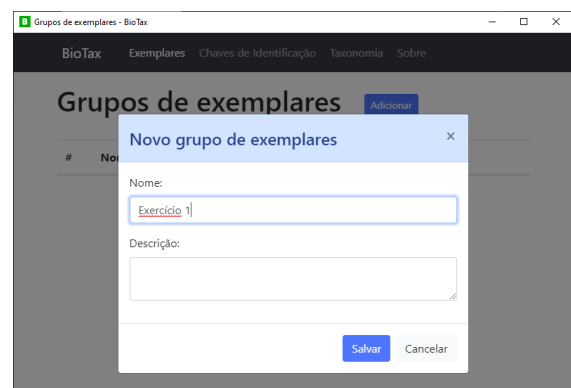 B Grupos de exemplares - BioTax
BioTax Exemplares Chaves de Identificação Taxonomia Sobre
Grupos de exemplares Adicionar
Novo grupo de exemplares ×
# No
Nome:
Exercício 1
Descrição:
Salvar Cancelar